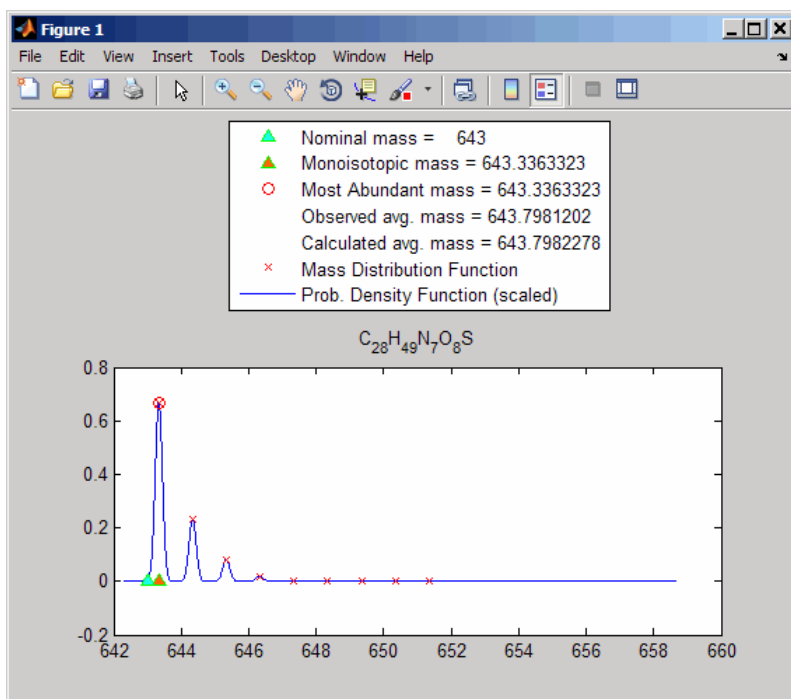 Figure 1
File Edit View Insert Tools Desktop Window Help
Nominal mass = 643
Monoisotopic mass = 643.3363323
Most Abundant mass = 643.3363323
Observed avg. mass = 643.7981202
Calculated avg. mass = 643.7982278
Mass Distribution Function
Prob. Density Function (scaled)
C₂₈H₄₉N₇O₈S
0.8
0.6
0.4
0.2
0
-0.2
642 644 646 648 650 652 654 656 658 660